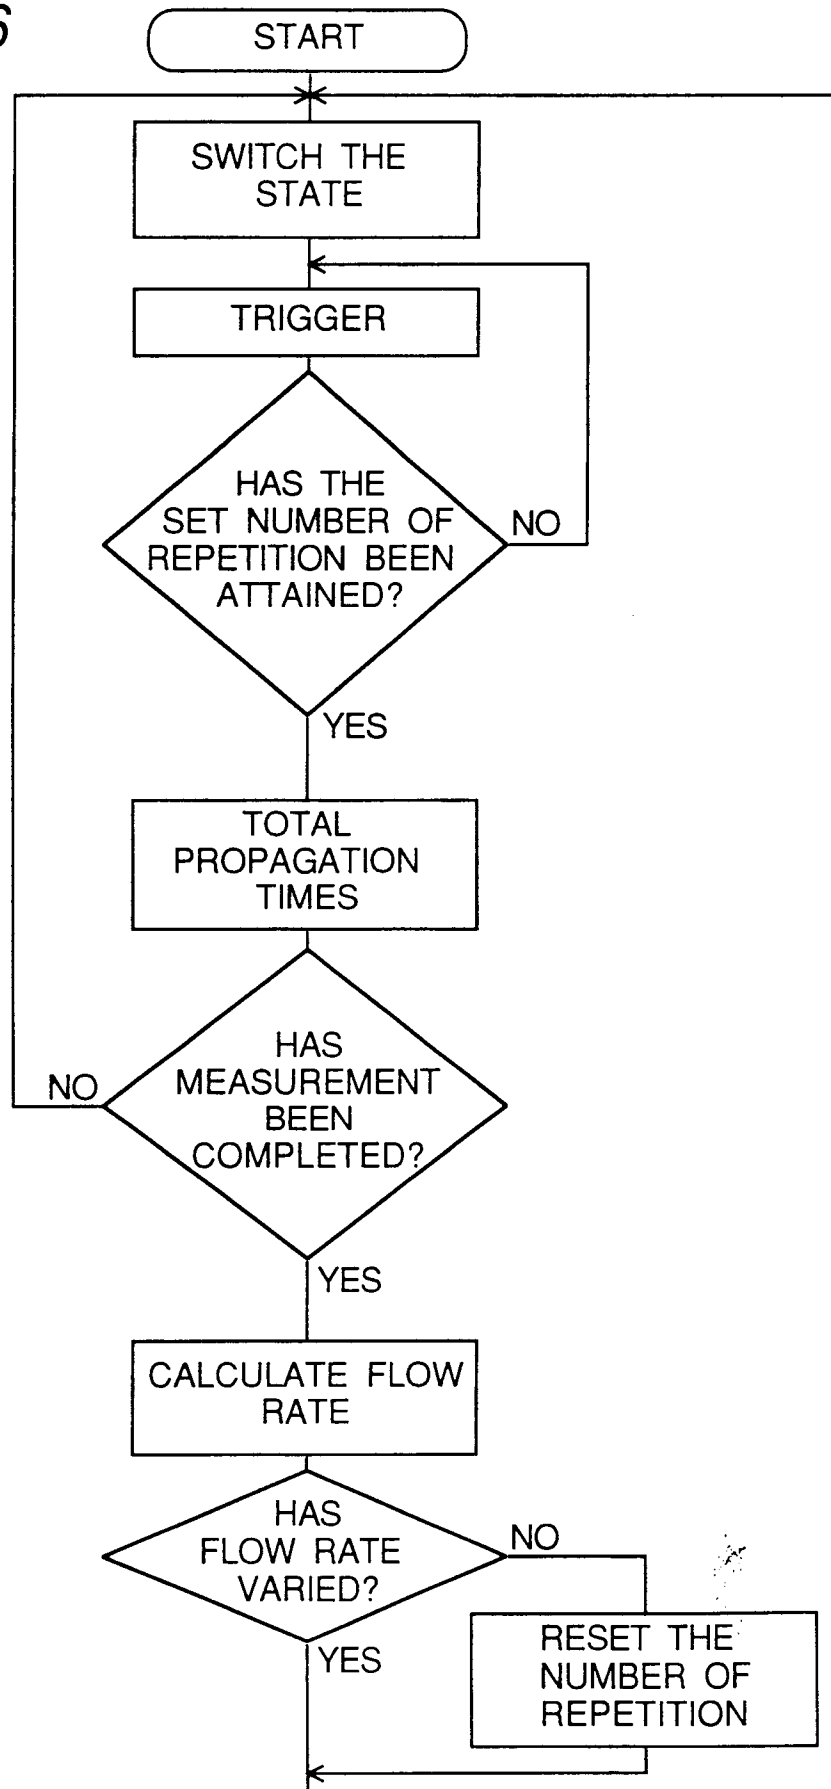 6
START
SWITCH THE
STATE
TRIGGER
HAS THE
SET NUMBER OF
REPETITION BEEN
ATTAINED?
NO
YES
TOTAL
PROPAGATION
TIMES
HAS
MEASUREMENT
BEEN
COMPLETED?
NO
YES
CALCULATE FLOW
RATE
HAS
FLOW RATE
VARIED?
NO
YES
RESET THE
NUMBER OF
REPETITION